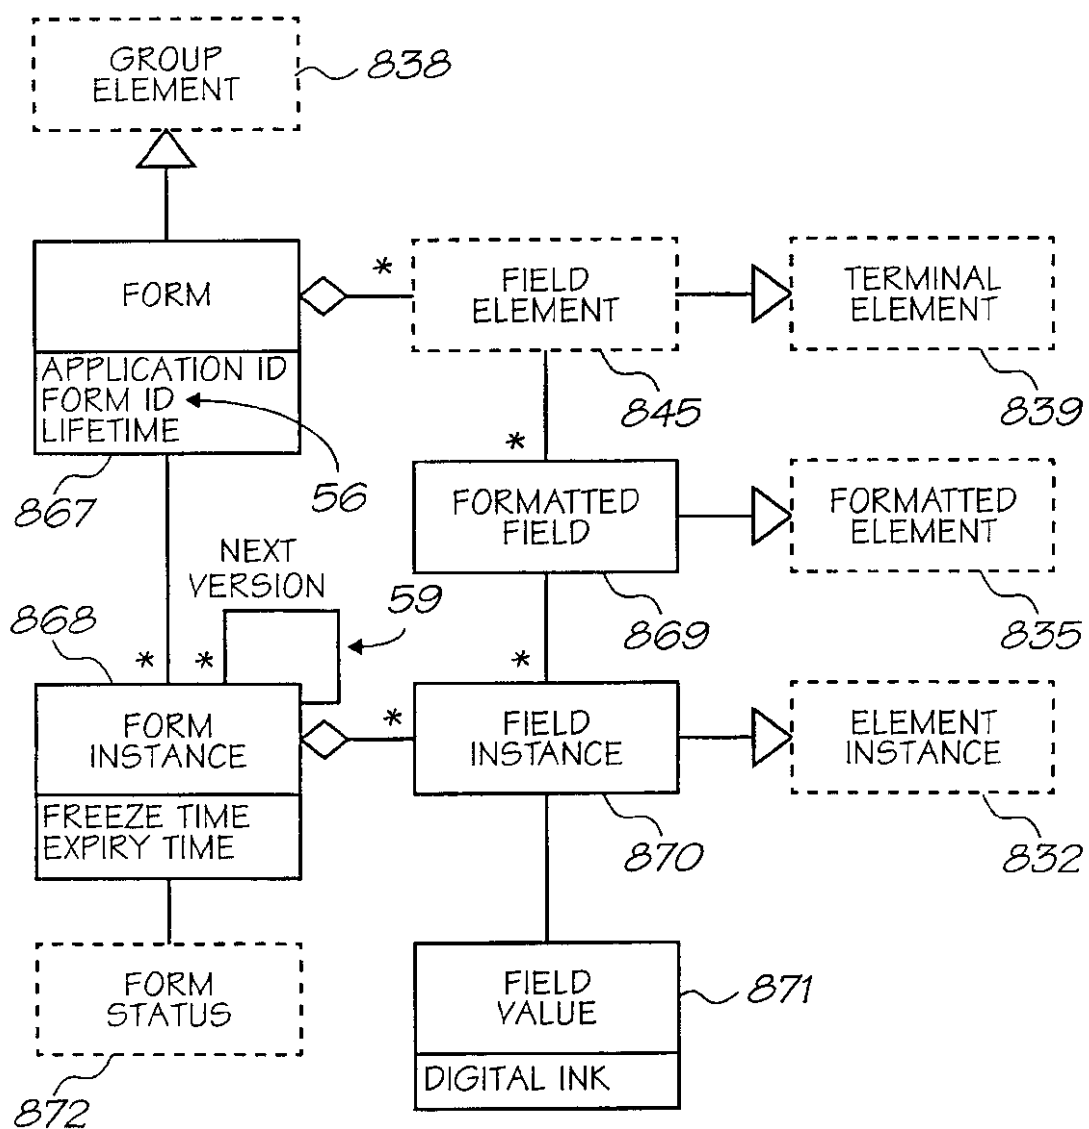 GROUP
ELEMENT
838
FORM
*
FIELD
ELEMENT
TERMINAL
ELEMENT
APPLICATION ID
FORM ID
LIFETIME
845
839
867
56
*
FORMATTED
FIELD
FORMATTED
ELEMENT
NEXT
VERSION
59
869
835
868
*
*
*
FORM
INSTANCE
*
FIELD
INSTANCE
ELEMENT
INSTANCE
FREEZE TIME
EXPIRY TIME
870
832
FORM
STATUS
FIELD
VALUE
871
DIGITAL INK
872